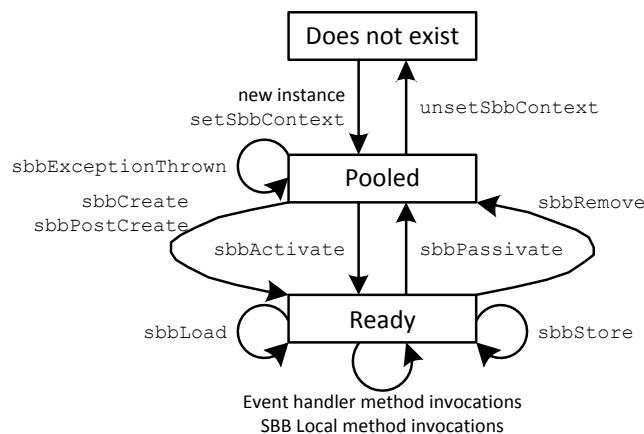 Does not exist
new instance
setSbbContext
unsetSbbContext
sbbExceptionThrown
Pooled
sbbCreate
sbbPostCreate
sbbRemove
sbbActivate
sbbPassivate
sbbLoad
Ready
sbbStore
Event handler method invocations
SBB Local method invocations